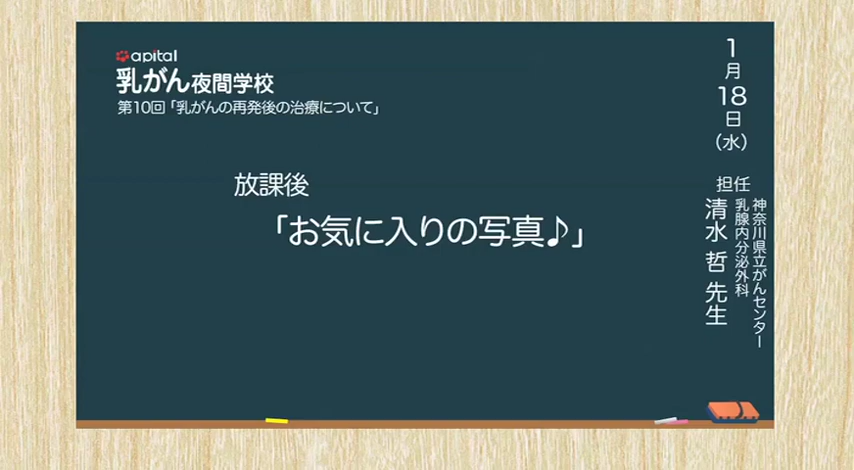 apital
乳がん夜間学校
第10回「乳がんの再発後の治療について」
放課後
「お気に入りの写真♪」
1月18日(水)
担任
神奈川県立がんセンター
乳腺内分泌外科
清水 哲 先生